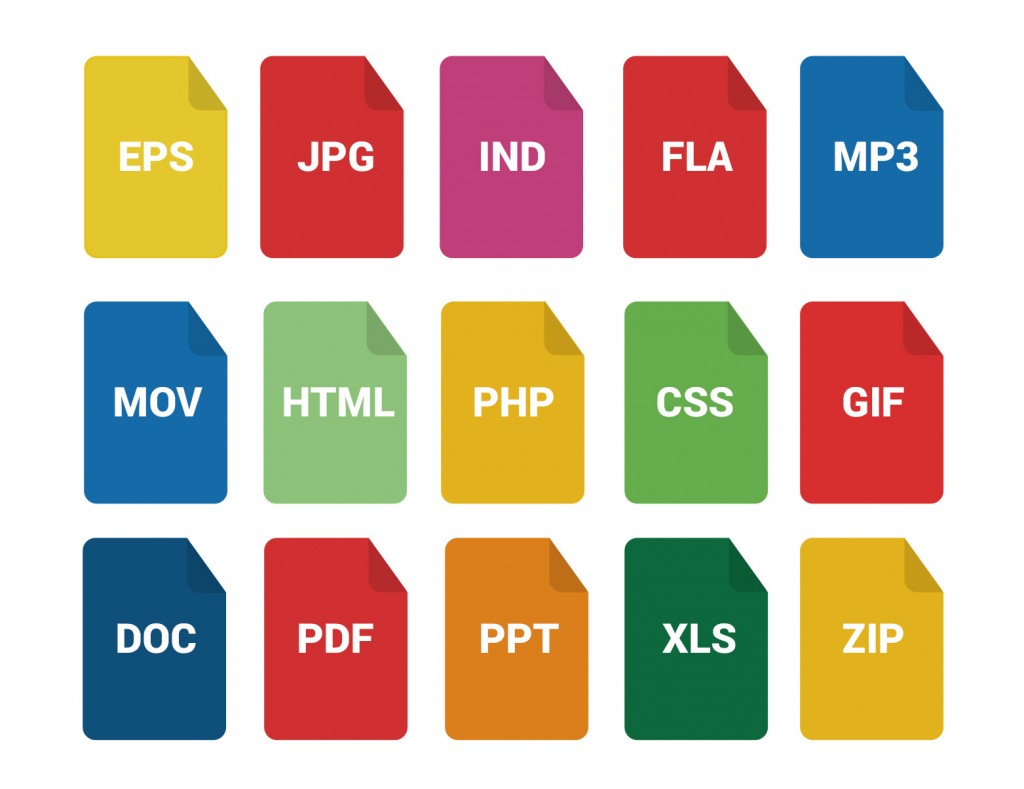 EPS JPG IND FLA MP3
MOV HTML PHP CSS GIF
DOC PDF PPT XLS ZIP